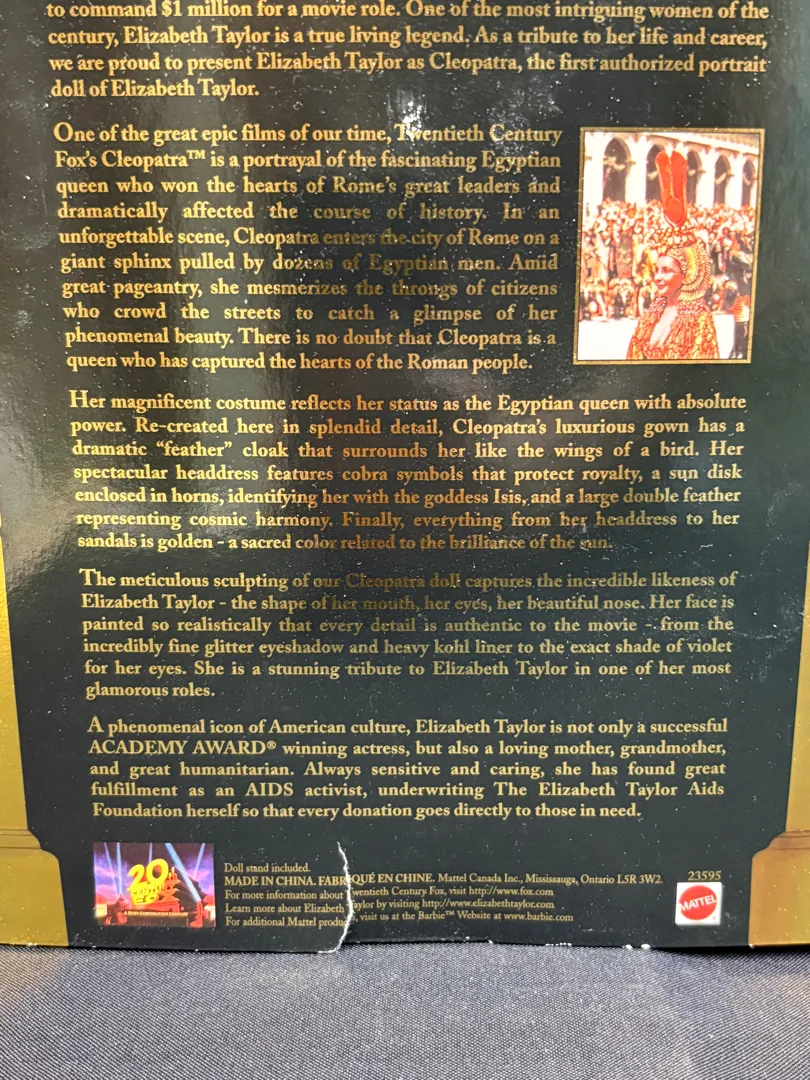 to command $1 million for a movie role. One of the most intriguing women of the
century, Elizabeth Taylor is a true living legend. As a tribute to her life and career,
we are proud to present Elizabeth Taylor as Cleopatra, the first authorized portrait
doll of Elizabeth Taylor.
One of the great epic films of our time, Twentieth Century
Fox's Cleopatra™ is a portrayal of the fascinating Egyptian
queen who won the hearts of Rome's great leaders and
dramatically affected the course of history. In an
unforgettable scene, Cleopatra enters the city of Rome on a
giant sphinx pulled by dozens of Egyptian men. Amid
great pageantry, she mesmerizes the throngs of citizens
who crowd the streets to catch a glimpse of her
phenomenal beauty. There is no doubt that Cleopatra is a
queen who has captured the hearts of the Roman people.
Her magnificent costume reflects her status as the Egyptian queen with absolute
power. Re-created here in splendid detail, Cleopatra's luxurious gown has a
dramatic “feather” cloak that surrounds her like the wings of a bird. Her
spectacular headdress features cobra symbols that protect royalty, a sun disk
enclosed in horns, identifying her with the goddess Isis, and a large double feather
representing cosmic harmony. Finally, everything from her headdress to her
sandals is golden - a sacred color related to the brilliance of the sun.
The meticulous sculpting of our Cleopatra doll captures the incredible likeness of
Elizabeth Taylor - the shape of her mouth, her eyes, her beautiful nose. Her face is
painted so realistically that every detail is authentic to the movie - from the
incredibly fine glitter eyeshadow and heavy kohl liner to the exact shade of violet
for her eyes. She is a stunning tribute to Elizabeth Taylor in one of her most
glamorous roles.
A phenomenal icon of American culture, Elizabeth Taylor is not only a successful
ACADEMY AWARD® winning actress, but also a loving mother, grandmother,
and great humanitarian. Always sensitive and caring, she has found great
fulfillment as an AIDS activist, underwriting The Elizabeth Taylor Aids
Foundation herself so that every donation goes directly to those in need.
20th
CENTURY
FOX
A NEWS CORPORATION COMPANY
Doll stand included.
MADE IN CHINA. FABRIQUÉ EN CHINE. Mattel Canada Inc., Mississauga, Ontario L5R 3W2.
For more information about Twentieth Century Fox, visit http://www.fox.com
Learn more about Elizabeth Taylor by visiting http://www.elizabethtaylor.com
For additional Mattel produc, visit us at the Barbie™ Website at www.barbie.com
23595
MATTEL